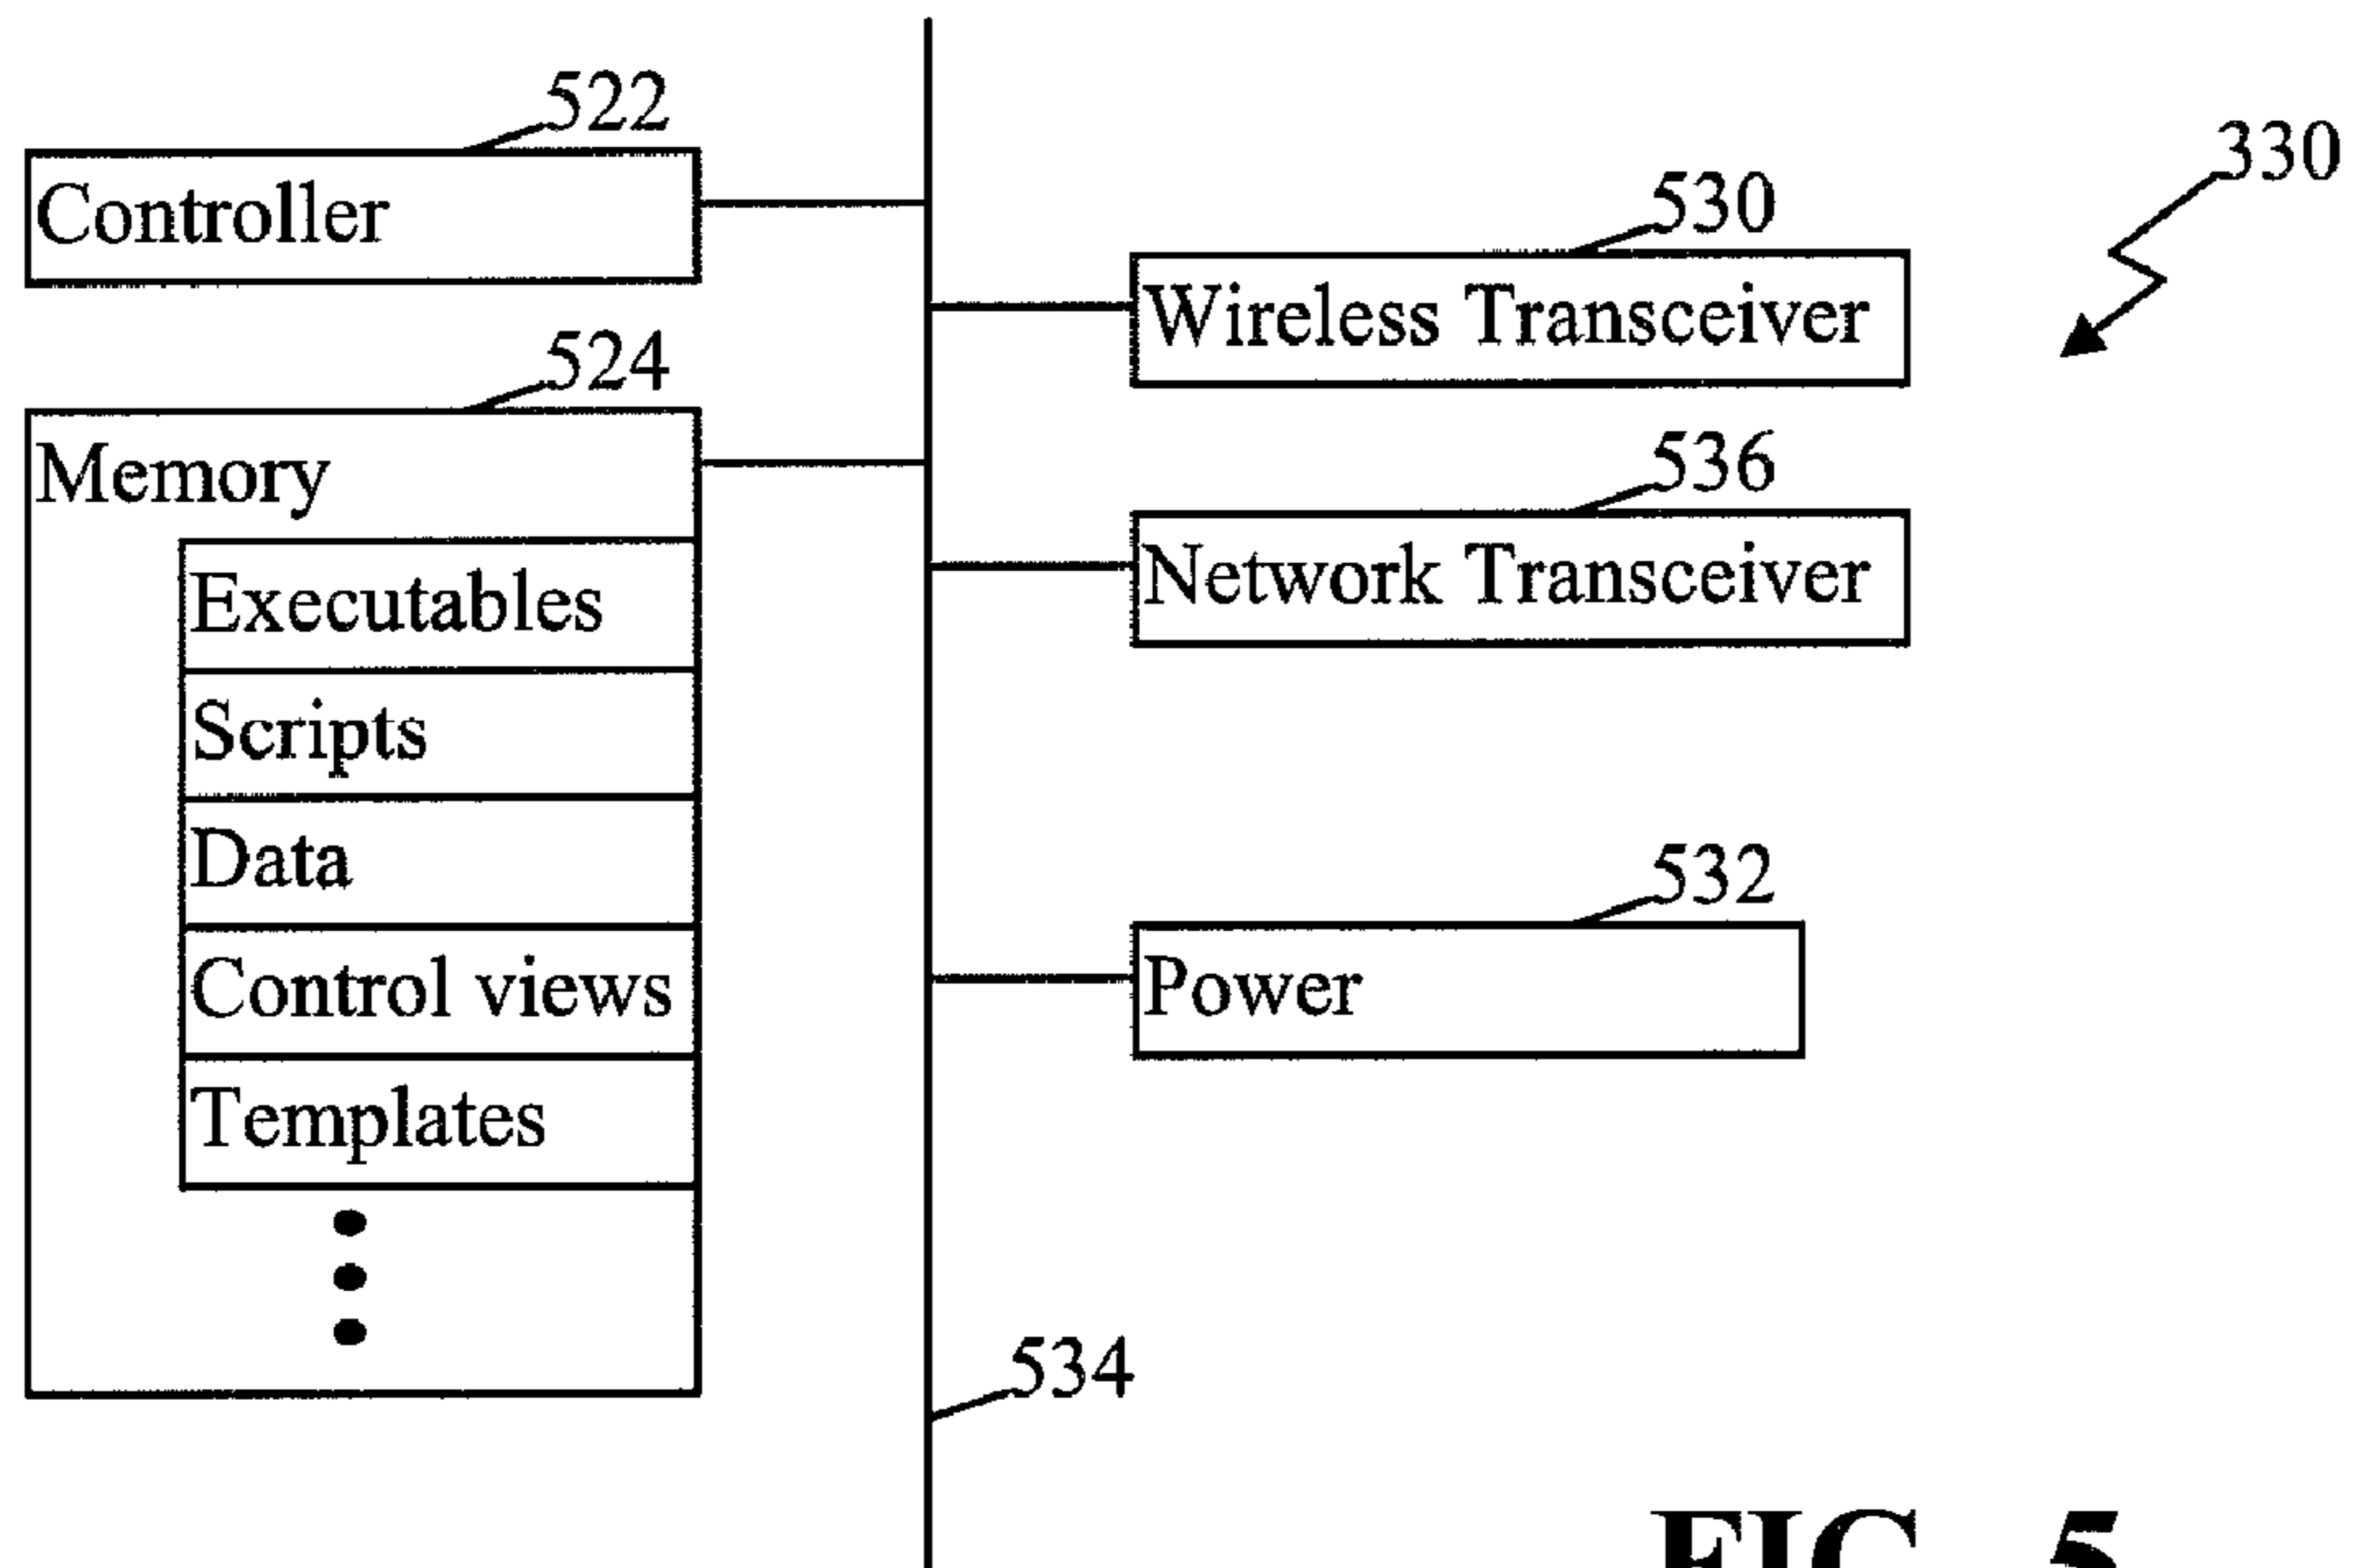 522
Controller
330
530
Wireless Transceiver
524
Memory
536
Network Transceiver
Executables
Scripts
Data
532
Control views
Power
Templates
534
FIG. 5